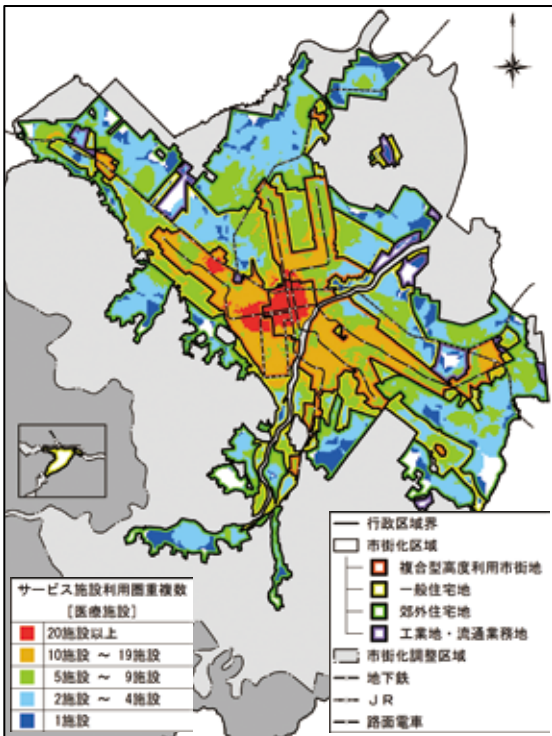 サービス施設利用圏重複数
[医療施設]
20施設以上
10施設 ～ 19施設
5施設 ～ 9施設
2施設 ～ 4施設
1施設
行政区域界
市街化区域
複合型高度利用市街地
一般住宅地
郊外住宅地
工業地・流通業務地
市街化調整区域
地下鉄
JR
路面電車